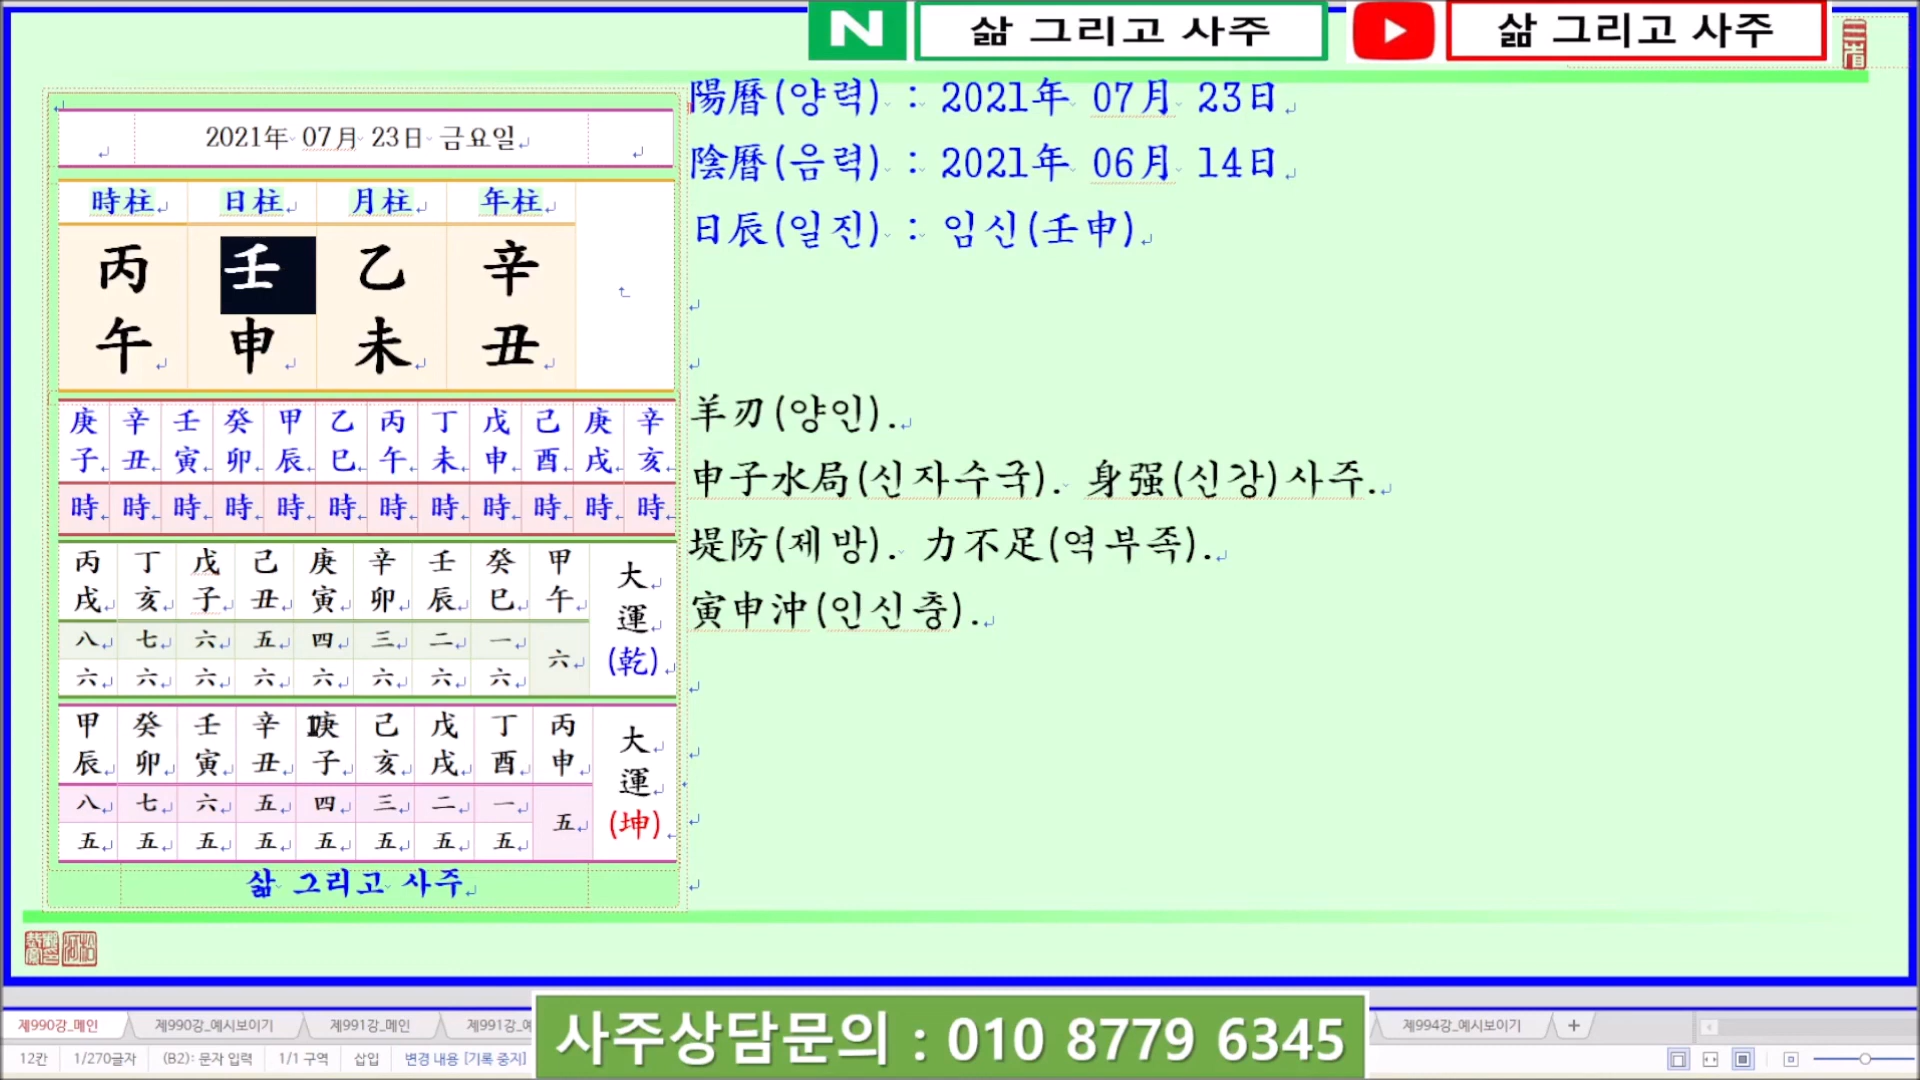 N 삶 그리고 사주 삶 그리고 사주
2021年 07月 23日 금요일
時柱 日柱 月柱 年柱
丙 壬 乙 辛
午 申 未 丑
庚 辛 壬 癸 甲 乙 丙 丁 戊 己 庚 辛
子 丑 寅 卯 辰 巳 午 未 申 酉 戌 亥
時 時 時 時 時 時 時 時 時 時 時 時
丙 丁 戊 己 庚 辛 壬 癸 甲
戌 亥 子 丑 寅 卯 辰 巳 午
八 七 六 五 四 三 二 一
六 六 六 六 六 六 六 六 六
大
運
(乾)
甲 癸 壬 辛 庚 己 戊 丁 丙
辰 卯 寅 丑 子 亥 戌 酉 申
八 七 六 五 四 三 二 一
五 五 五 五 五 五 五 五 五
大
運
(坤)
삶 그리고 사주
陽曆(양력) : 2021年 07月 23日
陰曆(음력) : 2021年 06月 14日
日辰(일진) : 임신(壬申)
羊刃(양인).
申子水局(신자수국). 身强(신강)사주.
堤防(제방). 力不足(역부족).
寅申沖(인신충).
제990강_메인 제990강_예시보이기 제991강_메인 제991강_예 제994강_예시보이기 +
12칸 1/270글자 (B2): 문자 입력 1/1 구역 삽입 변경 내용 [기록 중지]
사주상담문의 : 010 8779 6345